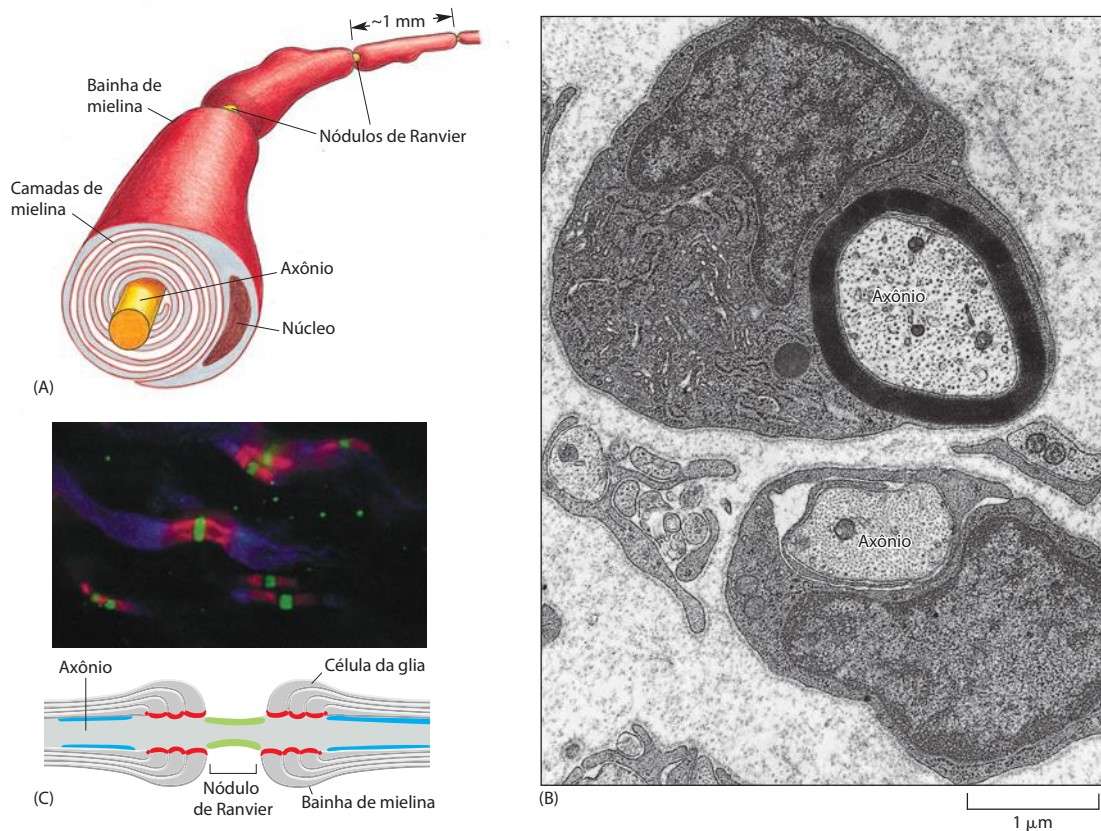 ~1 mm
Bainha de
mielina
Nódulos de Ranvier
Camadas de
mielina
Axônio
Núcleo
(A)
Axônio
Célula da glia
Nódulo
de Ranvier
Bainha de mielina
(C)
(B)
Axônio
Axônio
1 µm